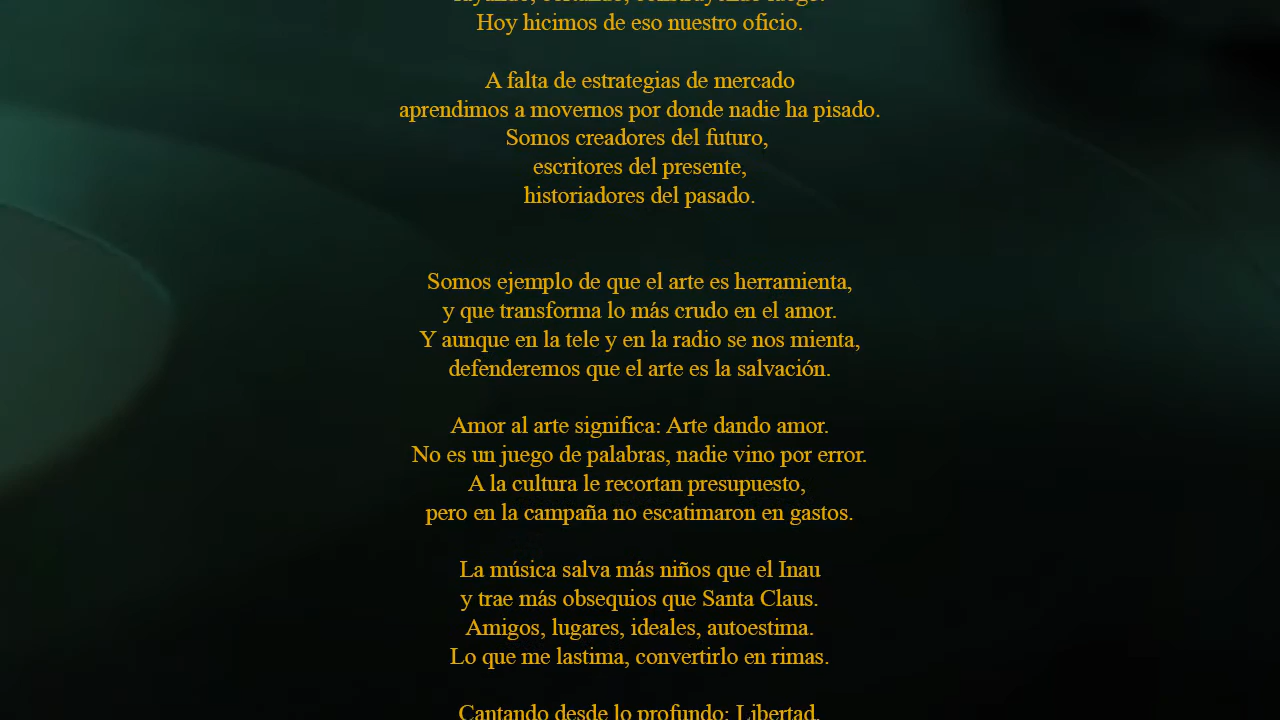 Hoy hicimos de eso nuestro oficio.
A falta de estrategias de mercado
aprendimos a movernos por donde nadie ha pisado.
Somos creadores del futuro,
escritores del presente,
historiadores del pasado.
Somos ejemplo de que el arte es herramienta,
y que transforma lo más crudo en el amor.
Y aunque en la tele y en la radio se nos mienta,
defenderemos que el arte es la salvación.
Amor al arte significa: Arte dando amor.
No es un juego de palabras, nadie vino por error.
A la cultura le recortan presupuesto,
pero en la campaña no escatimaron en gastos.
La música salva más niños que el Inau
y trae más obsequios que Santa Claus.
Amigos, lugares, ideales, autoestima.
Lo que me lastima, convertirlo en rimas.
Cantando desde lo profundo: Libertad.